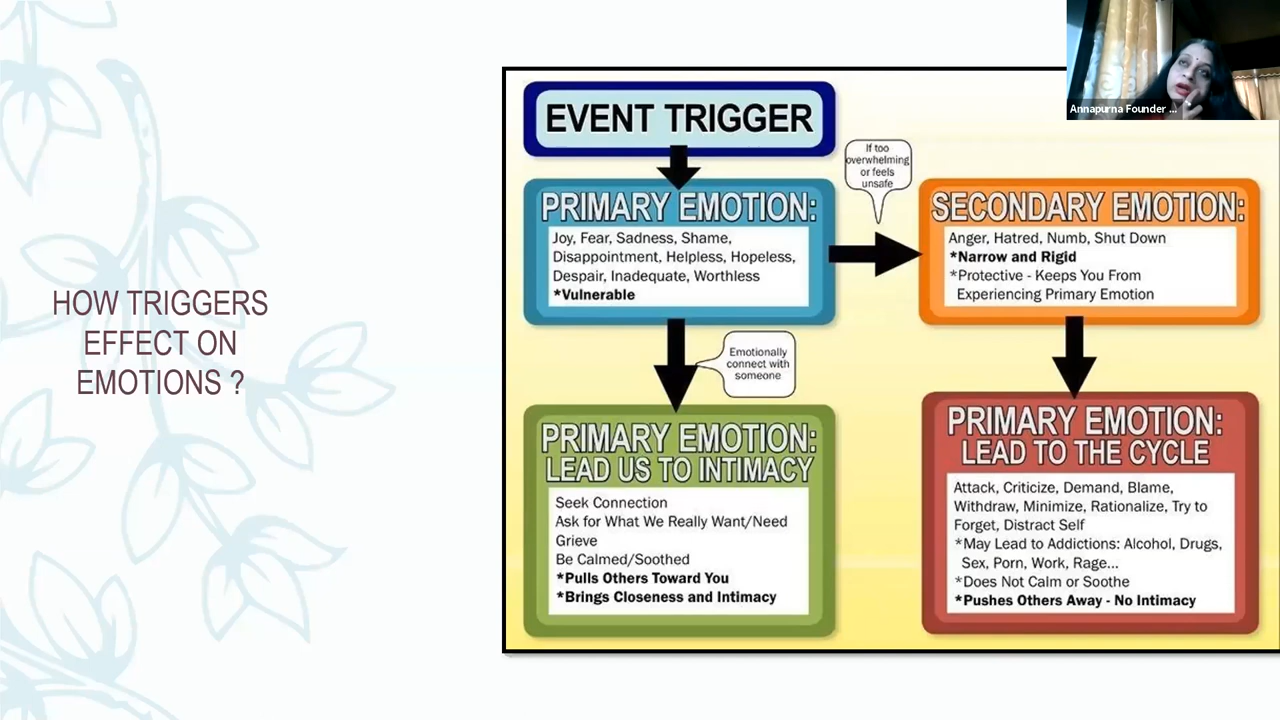 HOW TRIGGERS
EFFECT ON
EMOTIONS ?
EVENT TRIGGER
PRIMARY EMOTION:
Joy, Fear, Sadness, Shame,
Disappointment, Helpless, Hopeless,
Despair, Inadequate, Worthless
*Vulnerable
If too
overwhelming
or feels
unsafe
SECONDARY EMOTION:
Anger, Hatred, Numb, Shut Down
*Narrow and Rigid
*Protective - Keeps You From
Experiencing Primary Emotion
Emotionally
connect with
someone
PRIMARY EMOTION:
LEAD US TO INTIMACY
Seek Connection
Ask for What We Really Want/Need
Grieve
Be Calmed/Soothed
*Pulls Others Toward You
*Brings Closeness and Intimacy
PRIMARY EMOTION:
LEAD TO THE CYCLE
Attack, Criticize, Demand, Blame,
Withdraw, Minimize, Rationalize, Try to
Forget, Distract Self
*May Lead to Addictions: Alcohol, Drugs,
Sex, Porn, Work, Rage...
*Does Not Calm or Soothe
*Pushes Others Away - No Intimacy
Annapurna Founder ...